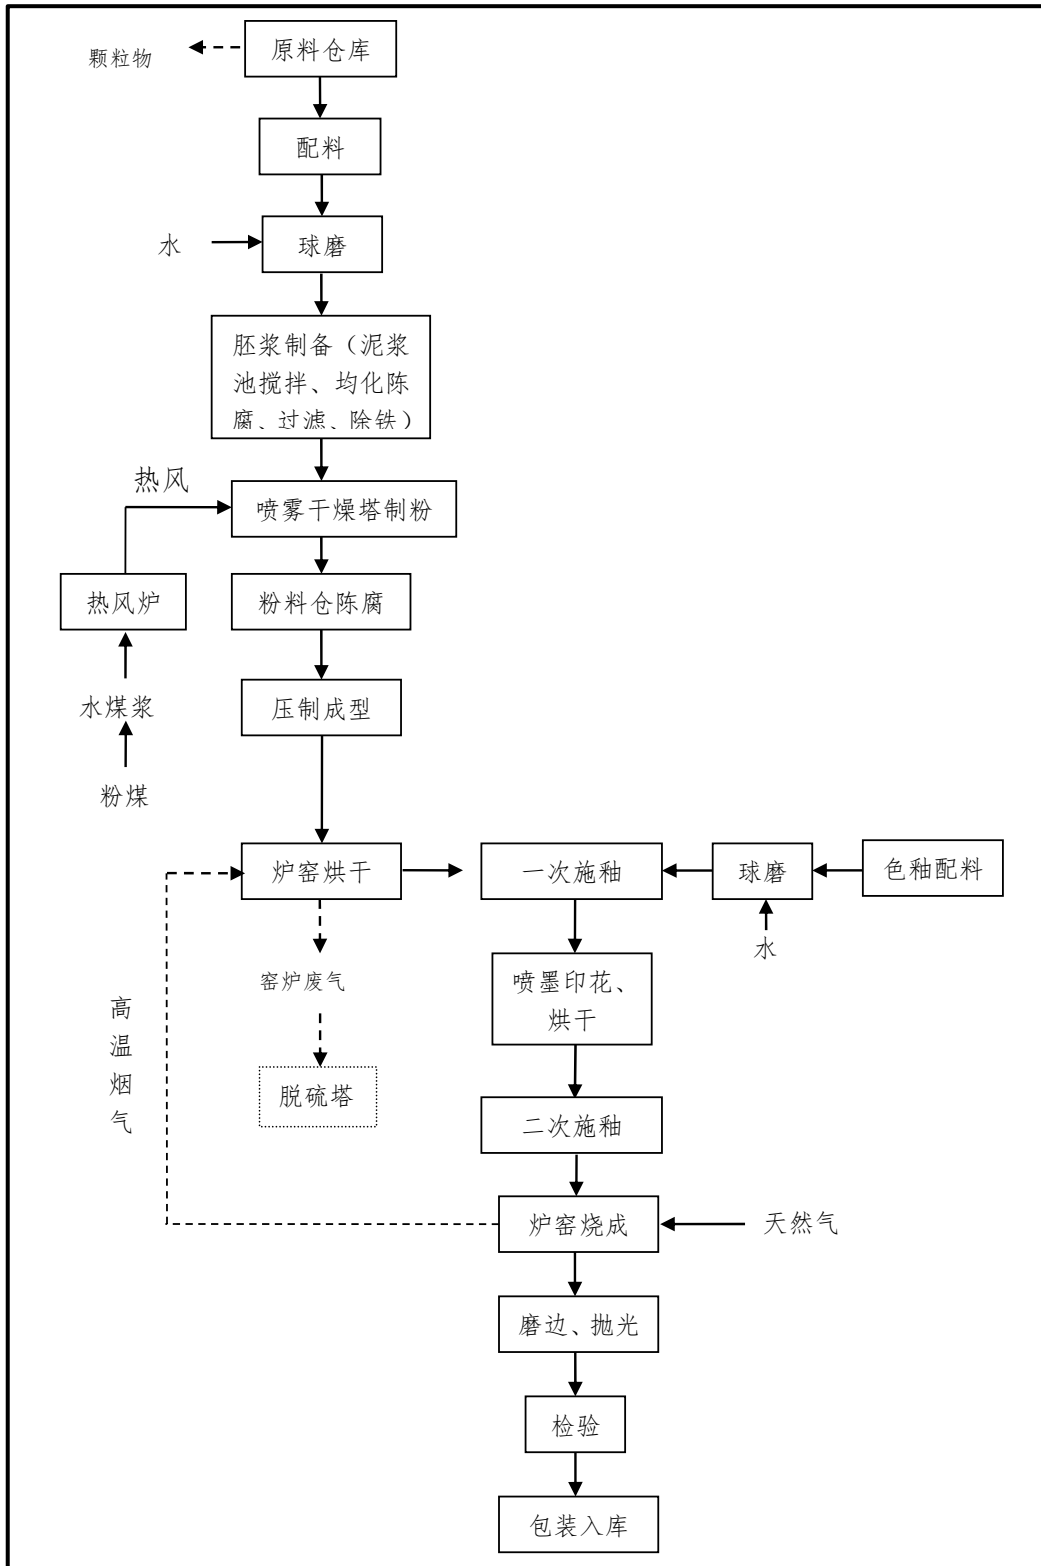 原料仓库
颗粒物
配料
水
球磨
胚浆制备（泥浆
池搅拌、均化陈
腐、过滤、除铁）
热风
喷雾干燥塔制粉
热风炉
粉料仓陈腐
水煤浆
压制成型
粉煤
炉窑烘干
一次施釉
球磨
色釉配料
水
窑炉废气
喷墨印花、
烘干
高
温
烟
气
脱硫塔
二次施釉
炉窑烧成
天然气
磨边、抛光
检验
包装入库